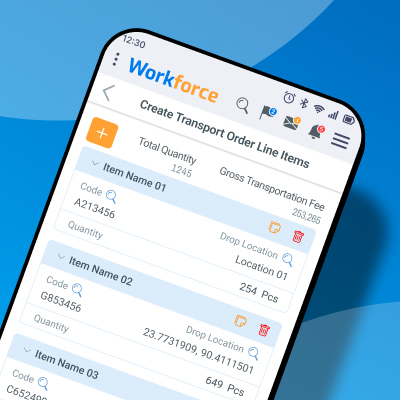 12:30
Workforce
2
1
5
Create Transport Order Line Items
Total Quantity
1245
Gross Transportation Fee
253,265
Item Name 01
Code
A213456
Drop Location
Location 01
Quantity
254 Pcs
Item Name 02
Code
G853456
Drop Location
23.7731909, 90.4111501
Quantity
649 Pcs
Item Name 03
Code